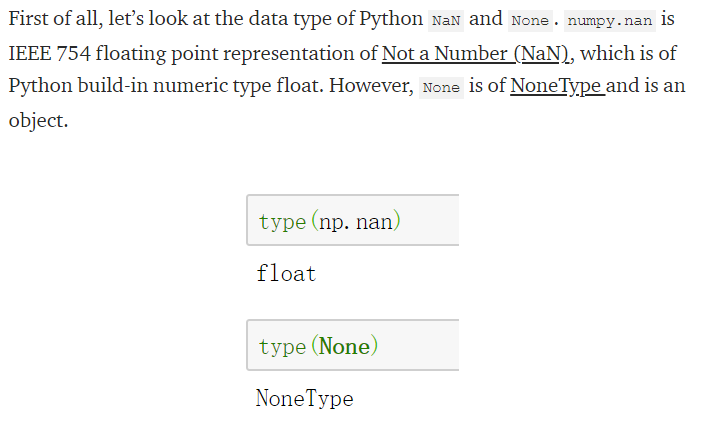 First of all, let’s look at the data type of Python NaN and None. numpy.nan is
IEEE 754 floating point representation of Not a Number (NaN), which is of
Python build-in numeric type float. However, None is of NoneType and is an
object.
type(np.nan)
float
type(None)
NoneType